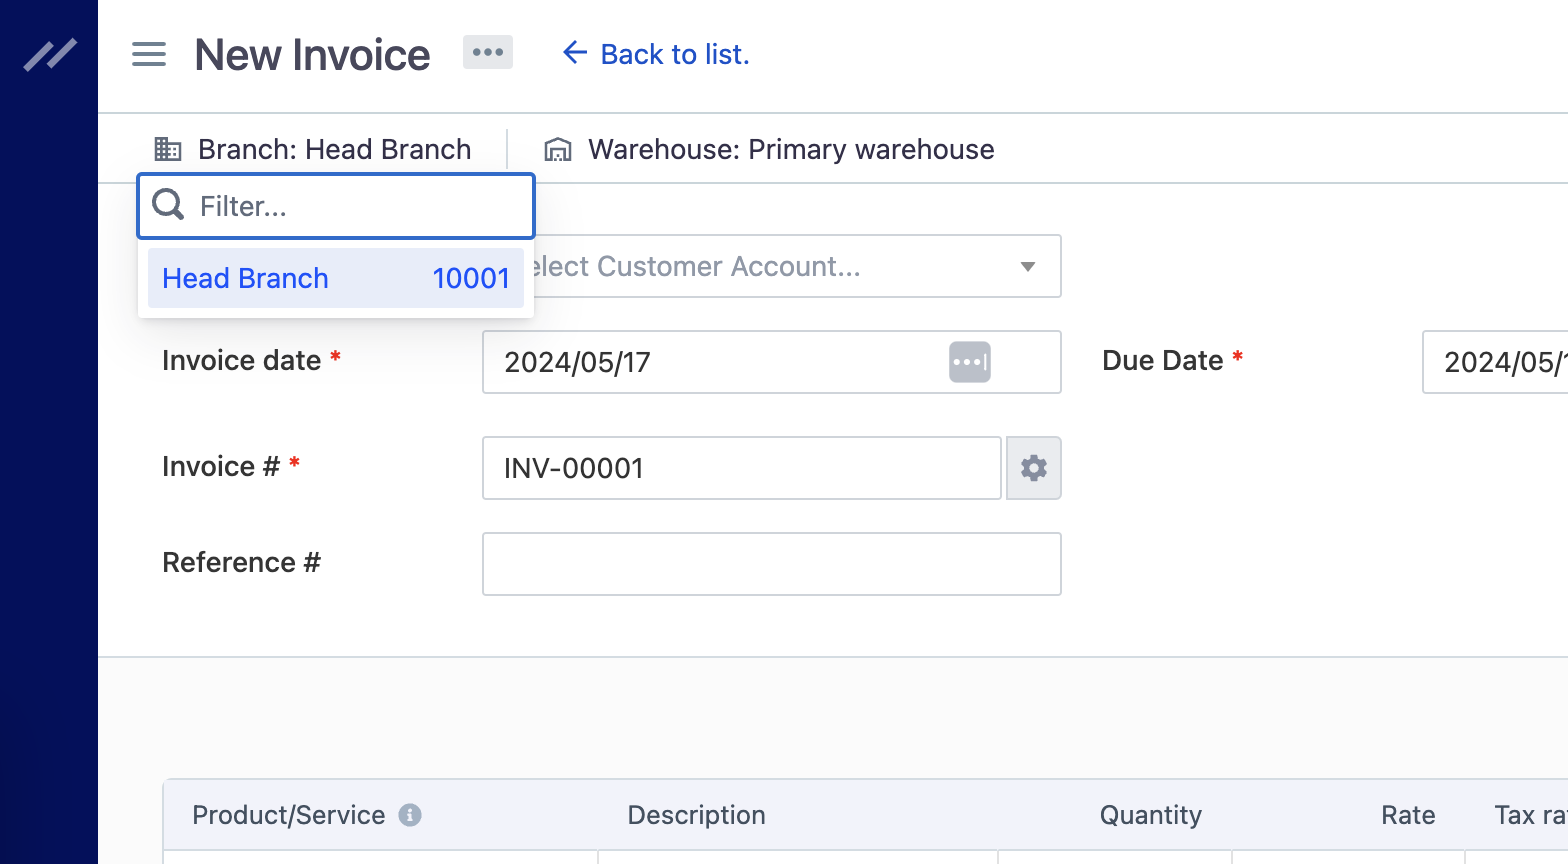 New Invoice
Back to list.
Branch: Head Branch
Warehouse: Primary warehouse
Filter...
Head Branch 10001
elect Customer Account...
Invoice date *
2024/05/17
Due Date *
2024/05/1
Invoice # *
INV-00001
Reference #
Product/Service Description Quantity Rate Tax ra